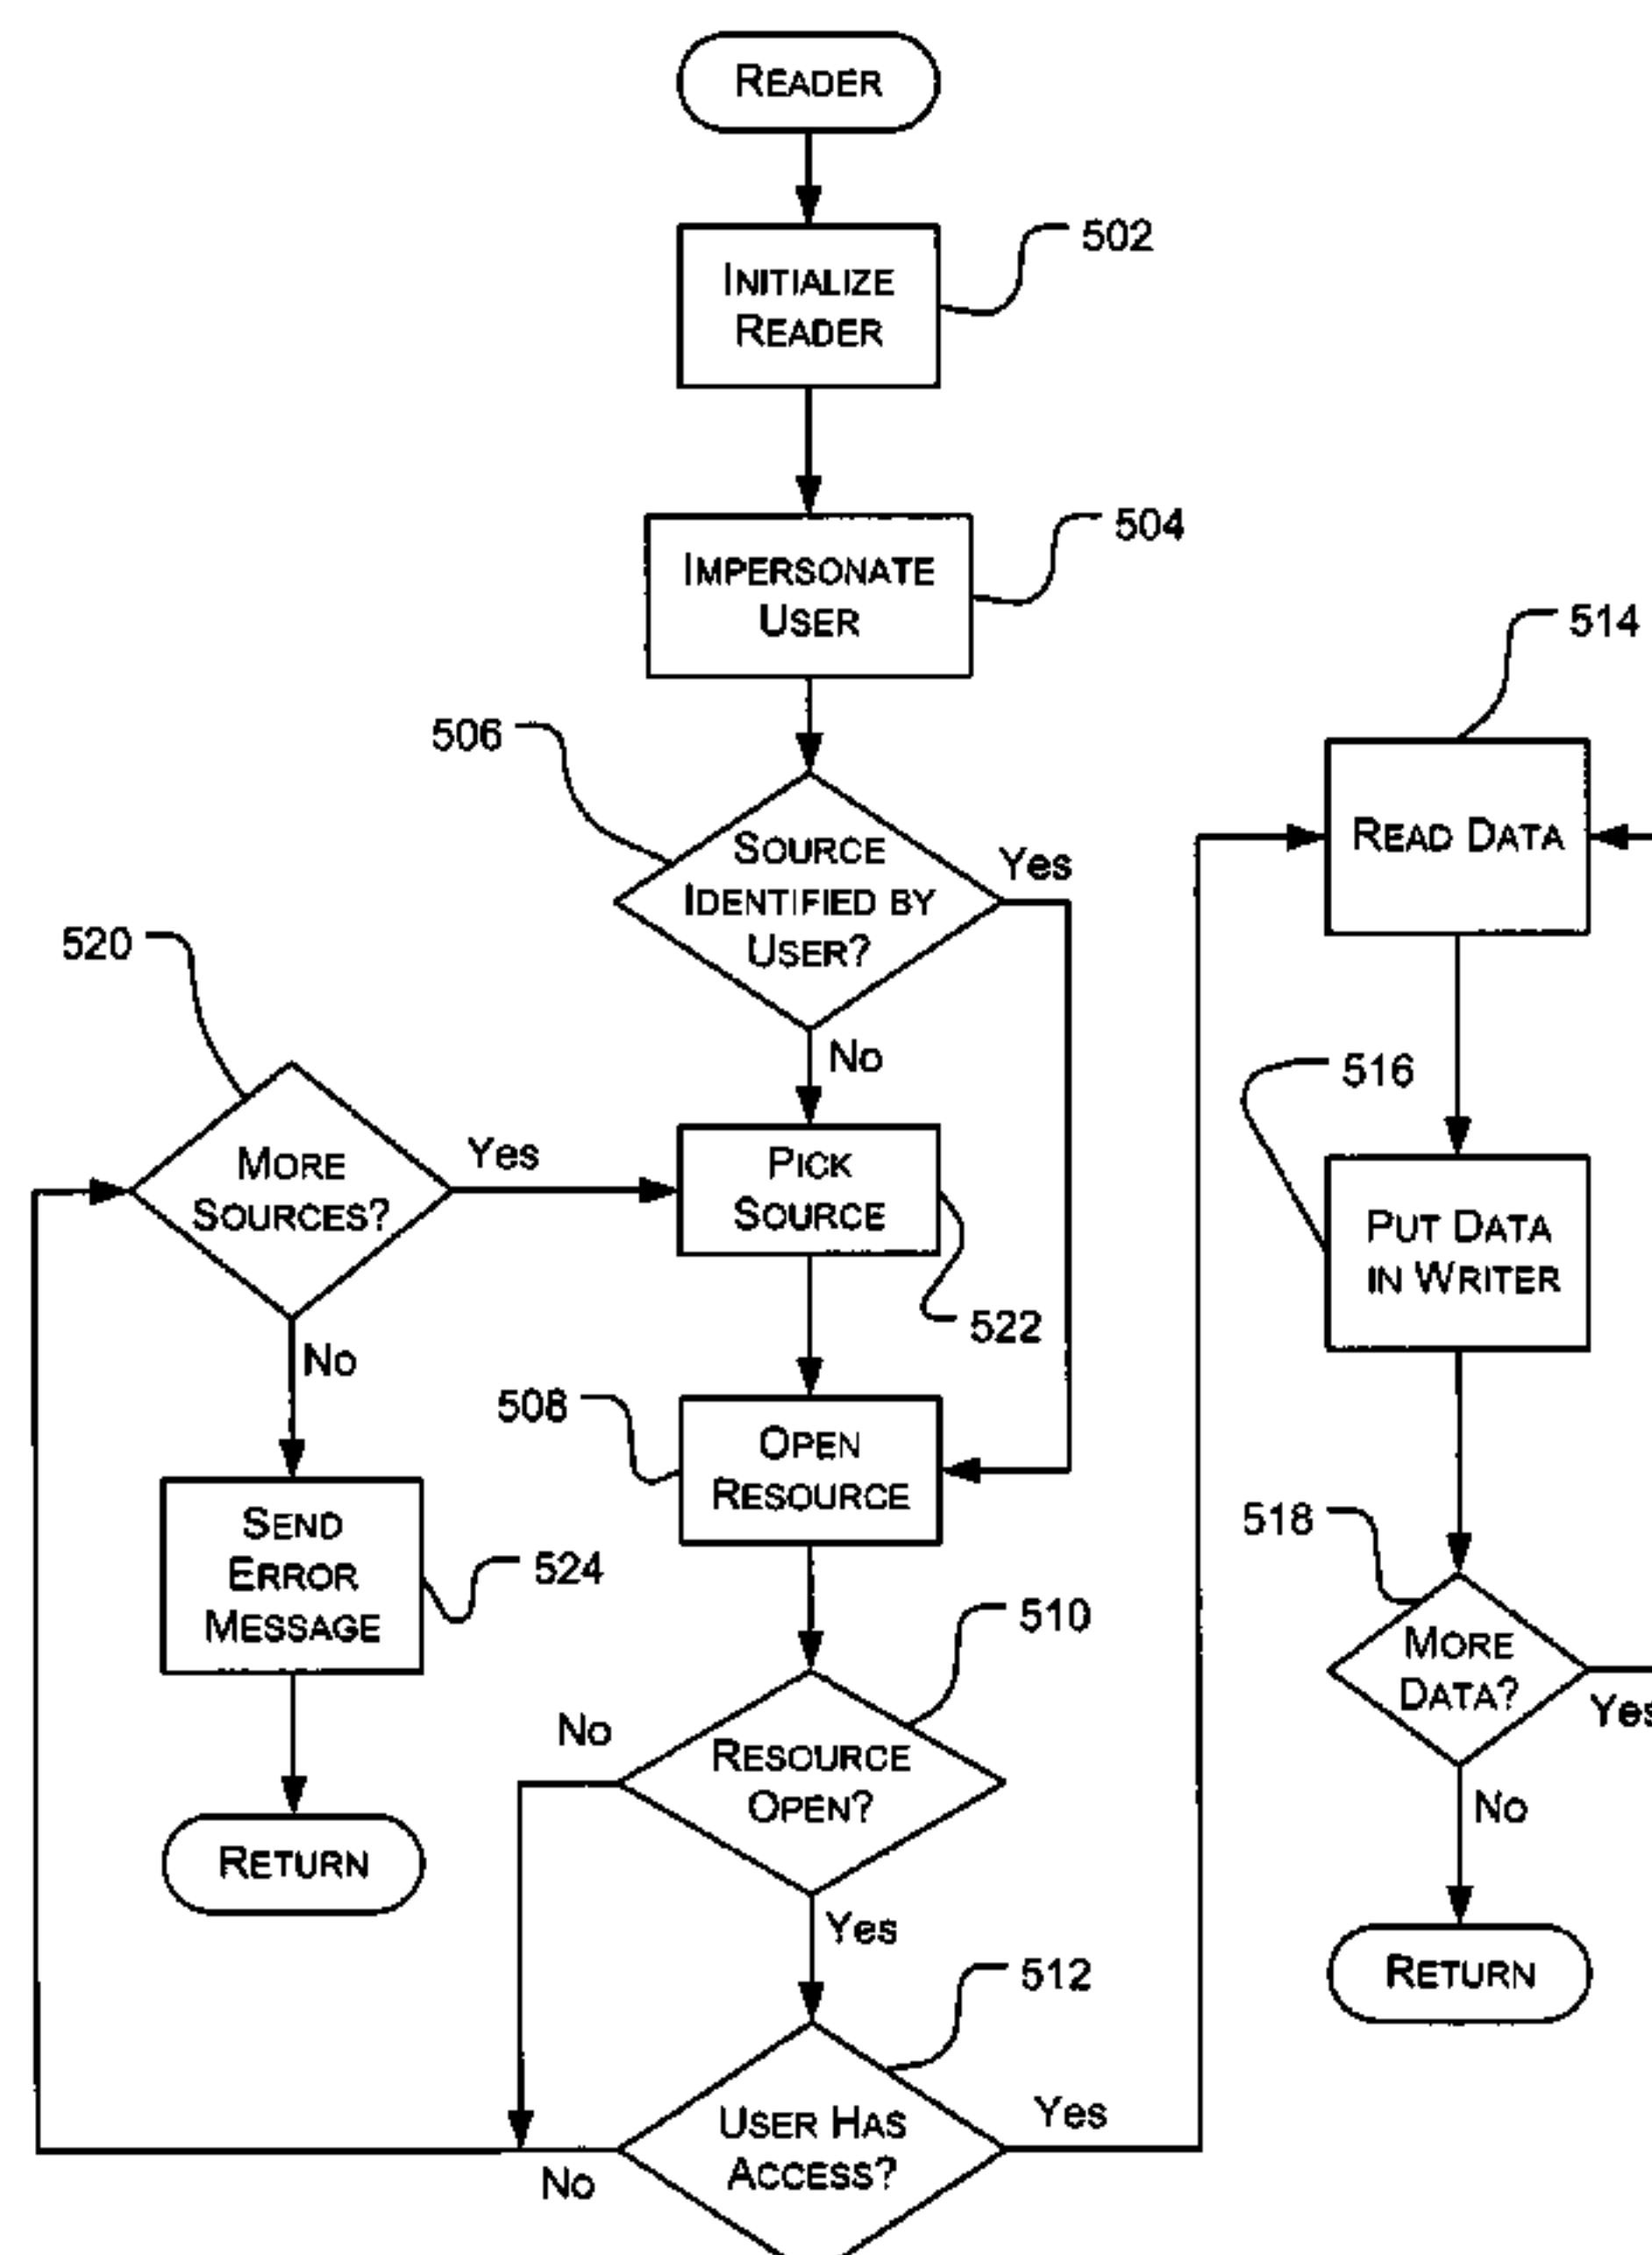 READER
502
INITIALIZE
READER
504
IMPERSONATE
USER
506
SOURCE
IDENTIFIED BY
USER?
Yes
No
514
READ DATA
520
MORE
SOURCES?
Yes
No
PICK
SOURCE
522
516
PUT DATA
IN WRITER
508
OPEN
RESOURCE
SEND
ERROR
MESSAGE
524
518
MORE
DATA?
Yes
No
510
RESOURCE
OPEN?
No
Yes
RETURN
512
USER HAS
ACCESS?
Yes
No
RETURN